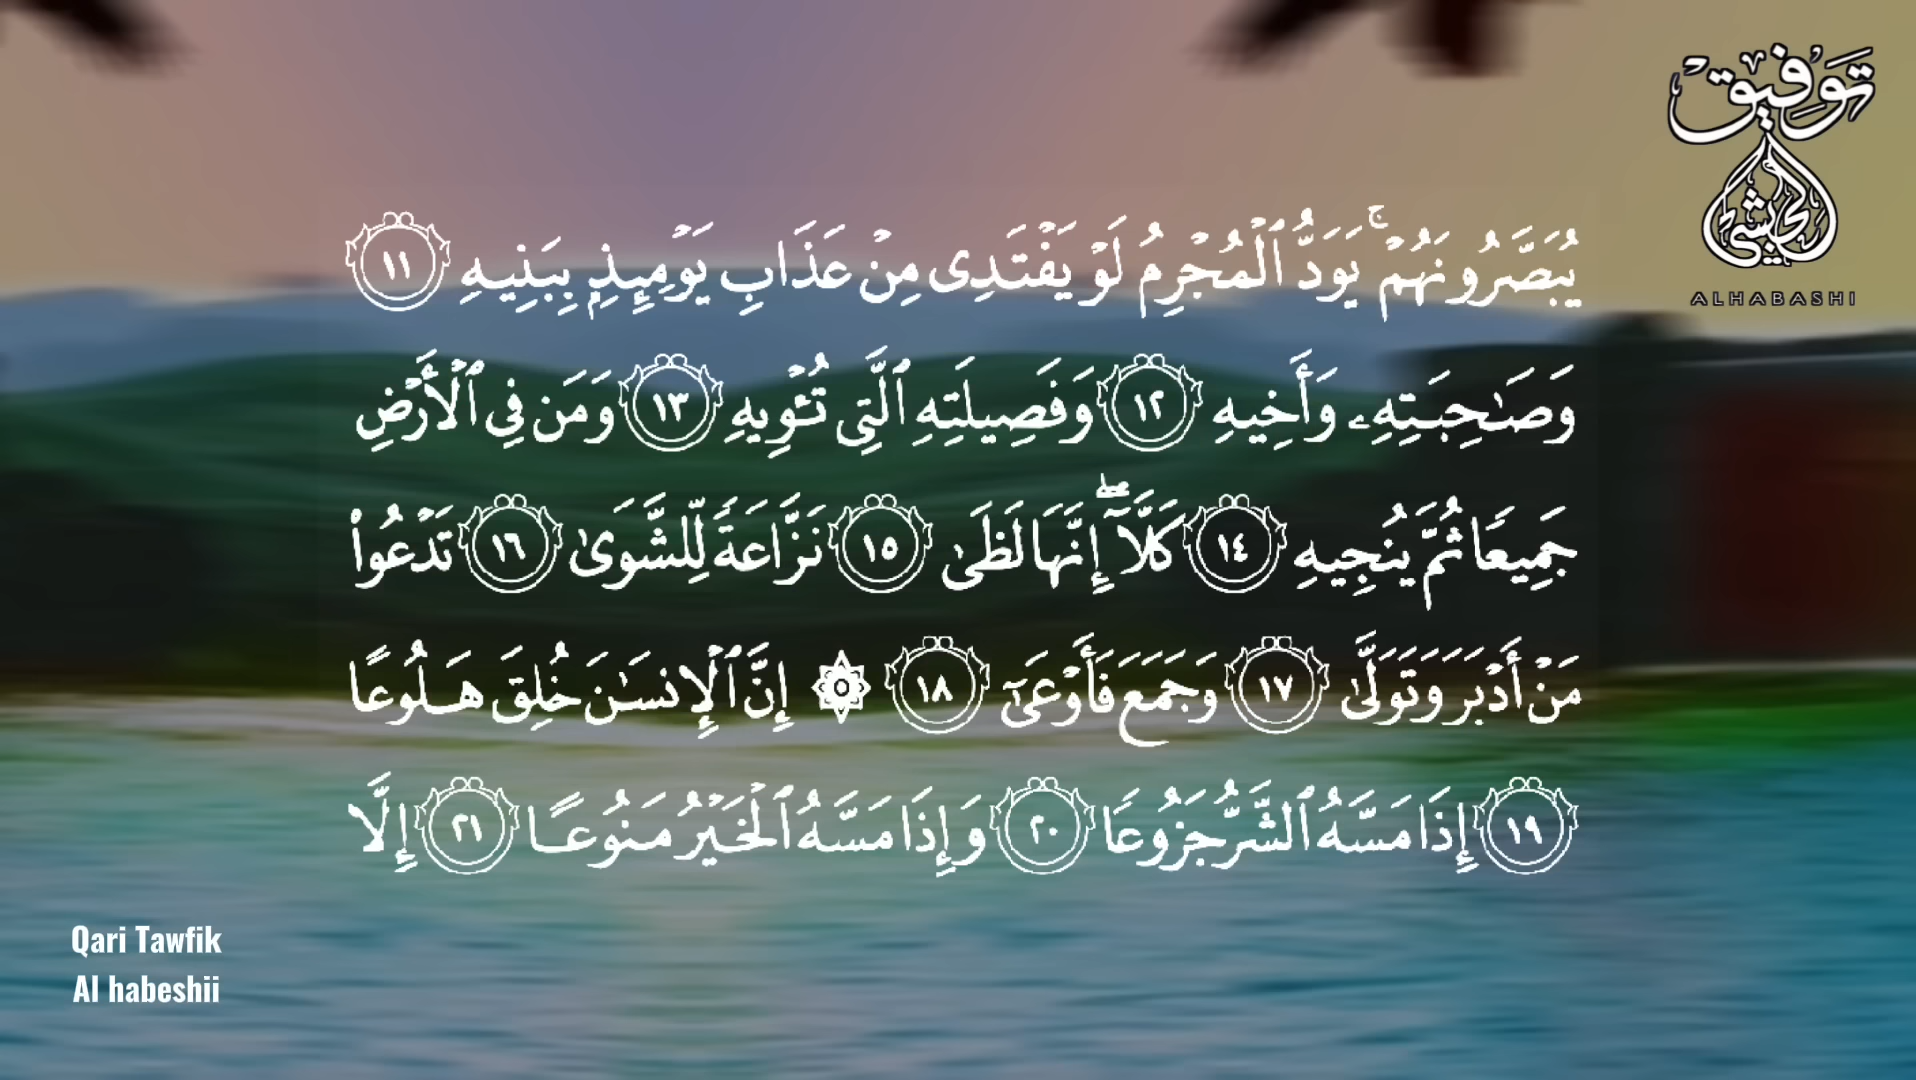 تَوَفِيق
الحبشي
ALHABASHI
يُبَصَّرُونَهُمۡۚ يَوَدُّ ٱلۡمُجۡرِمُ لَوۡ يَفۡتَدِى مِنۡ عَذَابِ يَوۡمِئِذِۭ بِبَنِيهِ ١١
وَصَٰحِبَتِهِۦ وَأَخِيهِ ١٢ وَفَصِيلَتِهِ ٱلَّتِى تُـٔۡوِيهِ ١٣ وَمَن فِى ٱلۡأَرۡضِ
جَمِيعٗا ثُمَّ يُنجِيهِ ١٤ كَلَّآۖ إِنَّهَا لَظَىٰ ١٥ نَزَّاعَةٗ لِّلشَّوَىٰ ١٦ تَدۡعُواْ
مَنۡ أَدۡبَرَ وَتَوَلَّىٰ ١٧ وَجَمَعَ فَأَوۡعَىٰٓ ١٨ ۞ إِنَّ ٱلۡإِنسَٰنَ خُلِقَ هَلُوعًا
١٩ إِذَا مَسَّهُ ٱلشَّرُّ جَزُوعٗا ٢٠ وَإِذَا مَسَّهُ ٱلۡخَيۡرُ مَنُوعًا ٢١ إِلَّا
Qari Tawfik
Al habeshii